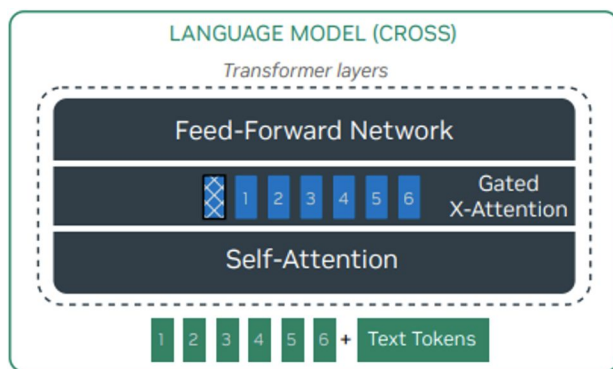 LANGUAGE MODEL (CROSS)
Transformer layers
Feed-Forward Network
1 2 3 4 5 6
Gated
X-Attention
Self-Attention
1 2 3 4 5 6 + Text Tokens